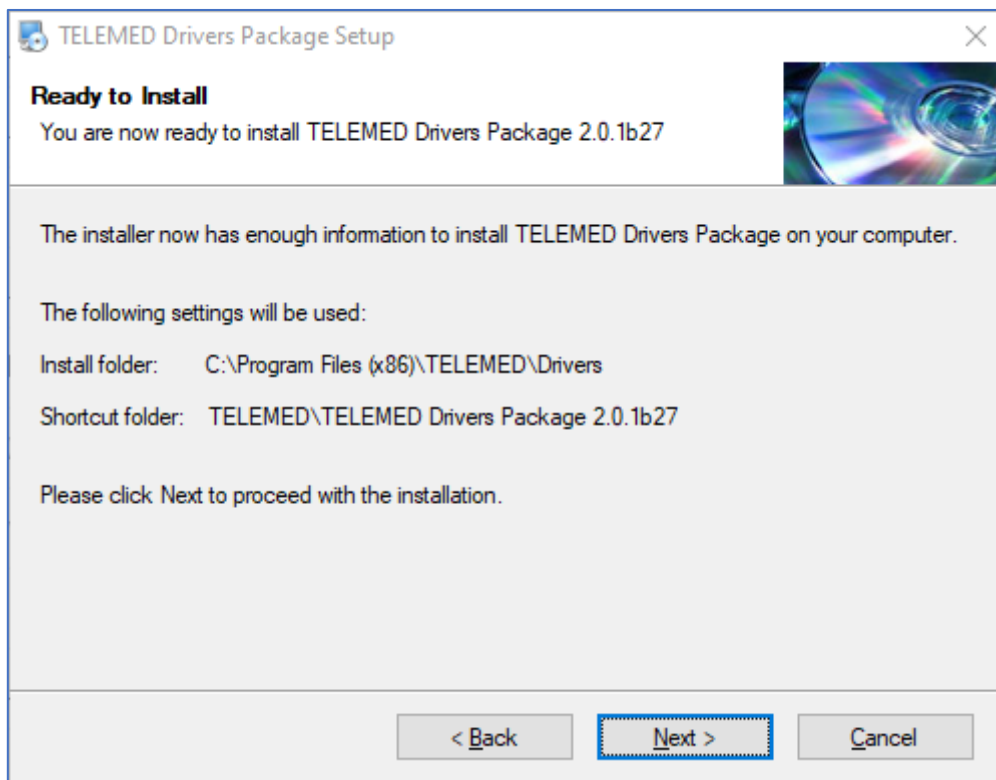 TELEMED Drivers Package Setup
Ready to Install
You are now ready to install TELEMED Drivers Package 2.0.1b27
The installer now has enough information to install TELEMED Drivers Package on your computer.
The following settings will be used:
Install folder: C:\Program Files (x86)\TELEMED\Drivers
Shortcut folder: TELEMED\TELEMED Drivers Package 2.0.1b27
Please click Next to proceed with the installation.
< Back Next > Cancel